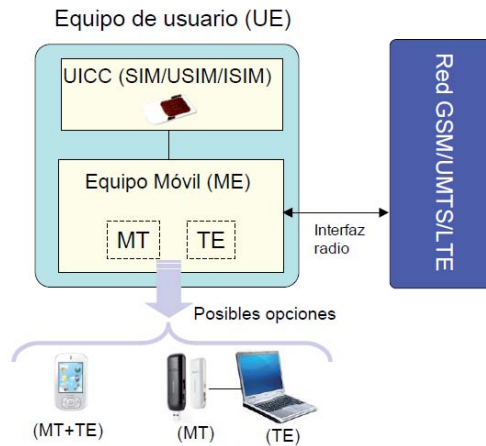 Equipo de usuario (UE)
UICC (SIM/USIM/ISIM)
Equipo Móvil (ME)
MT
TE
Interfaz
radio
Red GSM/UMTS/LTE
Posibles opciones
(MT+TE)
(MT)
(TE)